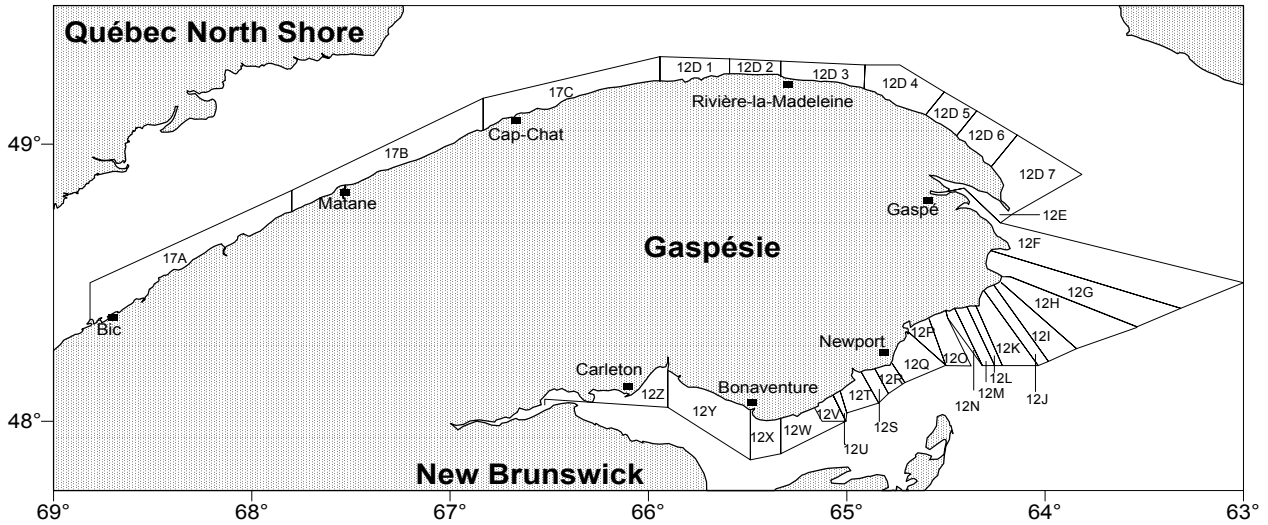 Québec North Shore
12D 1
12D 2
12D 3
12D 4
17C
Rivière-la-Madeleine
12D 5
Cap-Chat
12D 6
49°
17B
12D 7
Matane
Gaspé
12E
12F
Gaspésie
17A
12G
12H
Bic
12P
12I
Newport
12K
12O
12Q
Carleton
12L
12R
Bonaventure
12M
12Z
12T
12J
12N
12Y
12V
48°
12S
12X
12W
12U
New Brunswick
69°
68°
67°
66°
65°
64°
63°